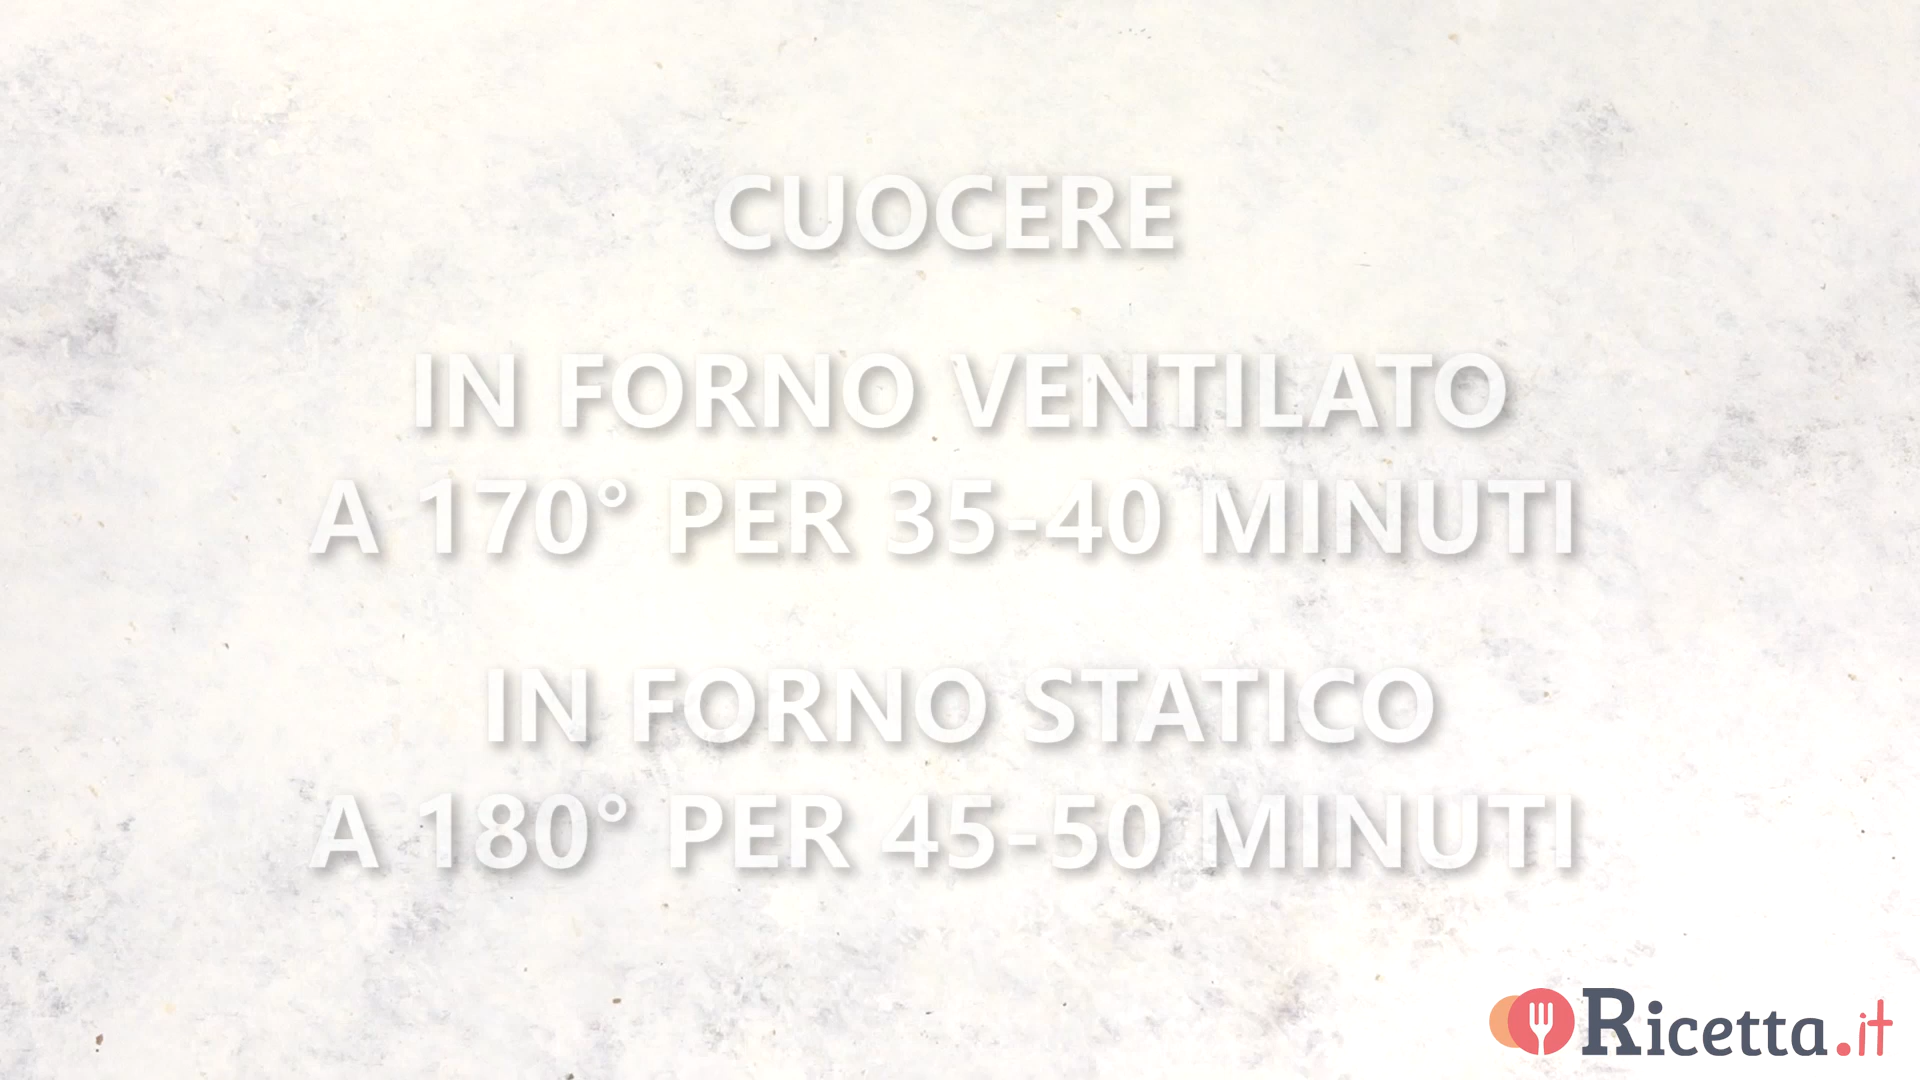 CUOCERE
IN FORNO VENTILATO
A 170° PER 35-40 MINUTI
IN FORNO STATICO
A 180° PER 45-50 MINUTI
Ricetta.it